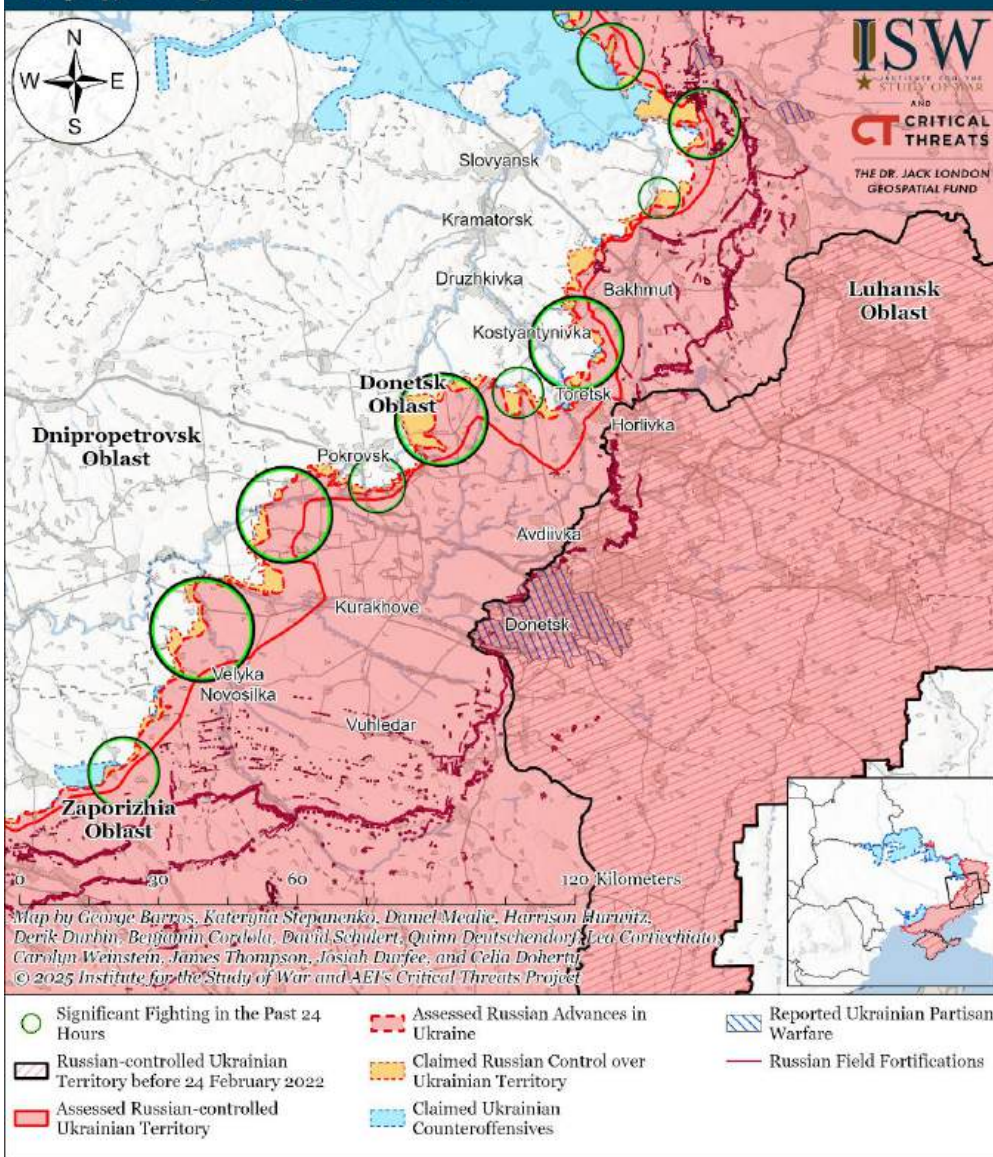 N
W E
S
ISW
INSTITUTE FOR THE
STUDY OF WAR
AND
CT CRITICAL
THREATS
THE DR. JACK LONDON
GEOSPATIAL FUND
Slovyansk
Kramatorsk
Druzhkivka
Bakhmut
Luhansk
Oblast
Kostyantynivka
Donetsk
Oblast
Toretsk
Dnipropetrovsk
Oblast
Horlivka
Pokrovsk
Avdiivka
Kurakhove
Donetsk
Velyka
Novosilka
Vuhledar
Zaporizhia
Oblast
0 30 60 120 Kilometers
Map by George Barros, Kateryna Stepanenko, Daniel Mealie, Harrison Hurwitz,
Derik Durbin, Benjamin Cordola, David Schulert, Quinn Deutschendorf, Lea Corticchiato,
Carolyn Weinstein, James Thompson, Josiah Durfee, and Celia Doherty
© 2025 Institute for the Study of War and AEI's Critical Threats Project
Significant Fighting in the Past 24
Hours
Russian-controlled Ukrainian
Territory before 24 February 2022
Assessed Russian-controlled
Ukrainian Territory
Assessed Russian Advances in
Ukraine
Claimed Russian Control over
Ukrainian Territory
Claimed Ukrainian
Counteroffensives
Reported Ukrainian Partisan
Warfare
Russian Field Fortifications